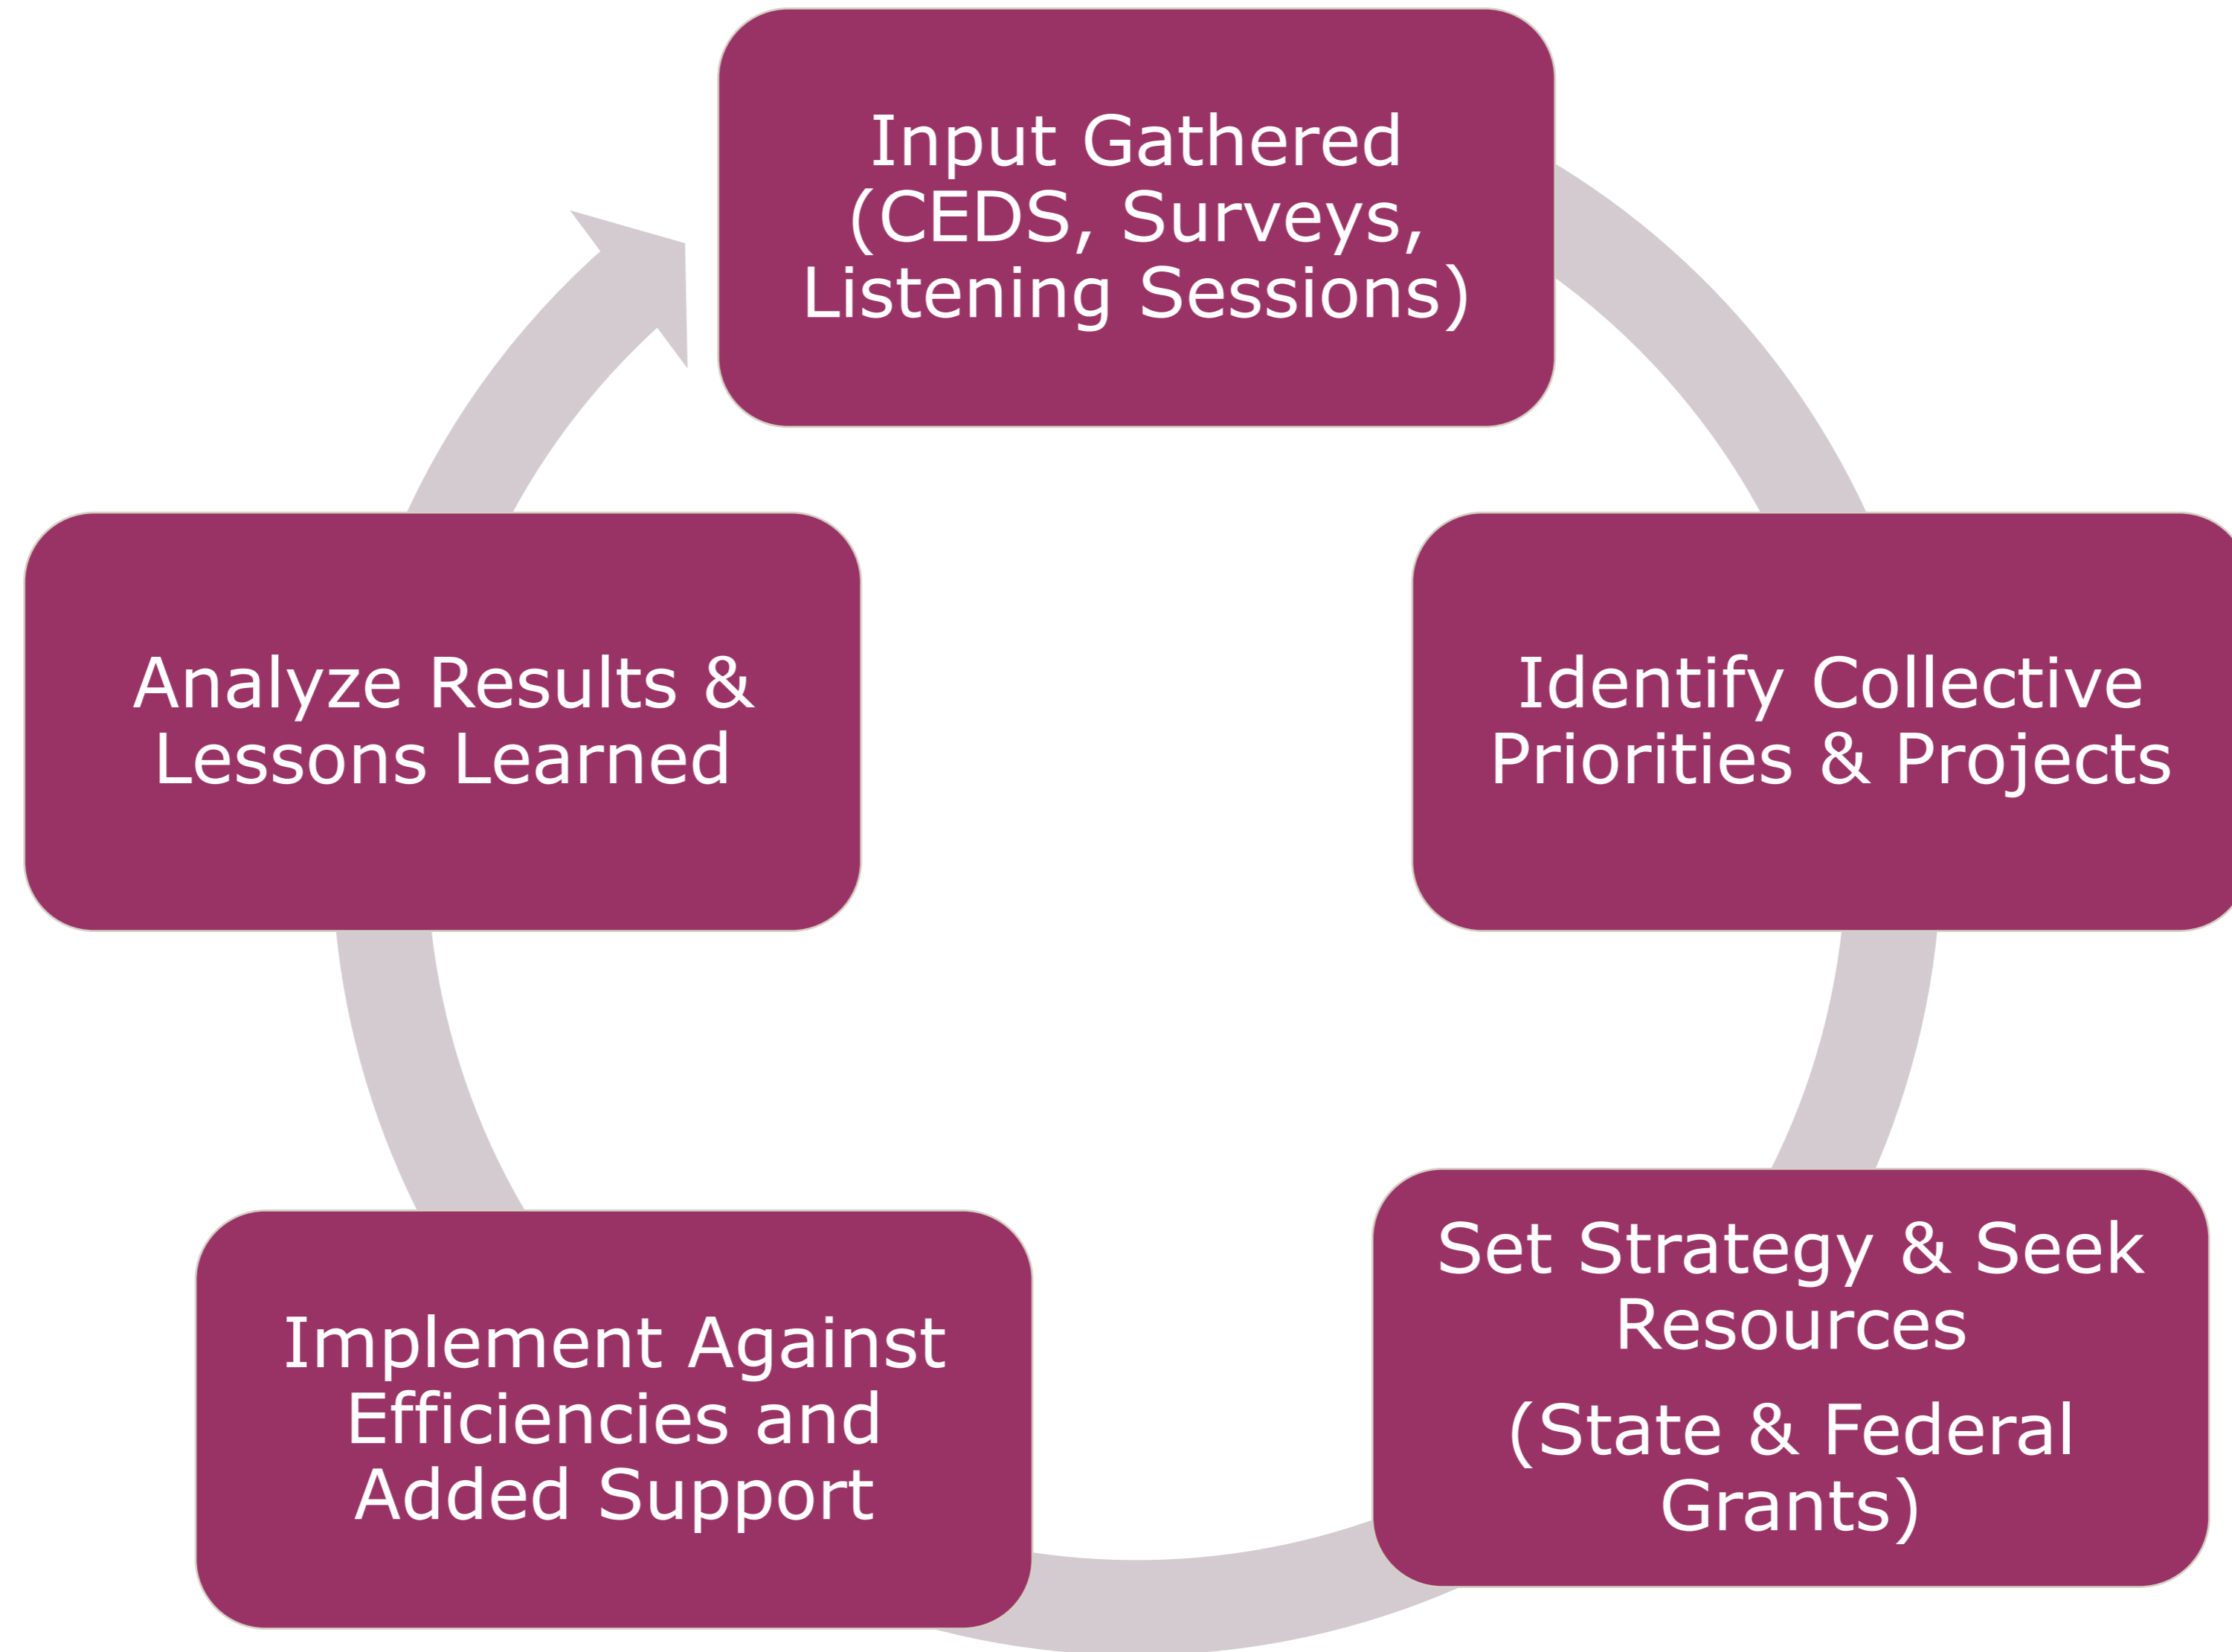 Input Gathered
(CEDS, Surveys,
Listening Sessions)
Identify Collective
Priorities & Projects
Set Strategy & Seek
Resources
(State & Federal
Grants)
Implement Against
Efficiencies and
Added Support
Analyze Results &
Lessons Learned